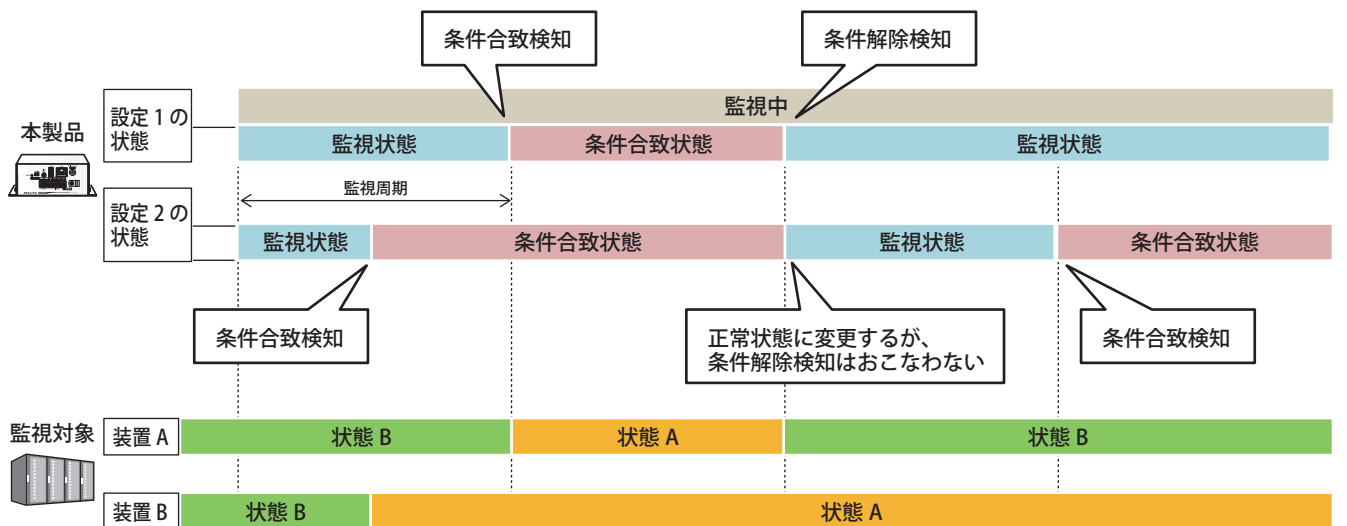 条件合致検知
条件解除検知
本製品
設定 1 の
状態
監視中
監視状態
条件合致状態
監視状態
監視周期
設定 2 の
状態
監視状態
条件合致状態
監視状態
条件合致状態
条件合致検知
正常状態に変更するが、
条件解除検知はおこなわない
条件合致検知
監視対象
装置 A
状態 B
状態 A
状態 B
装置 B
状態 B
状態 A